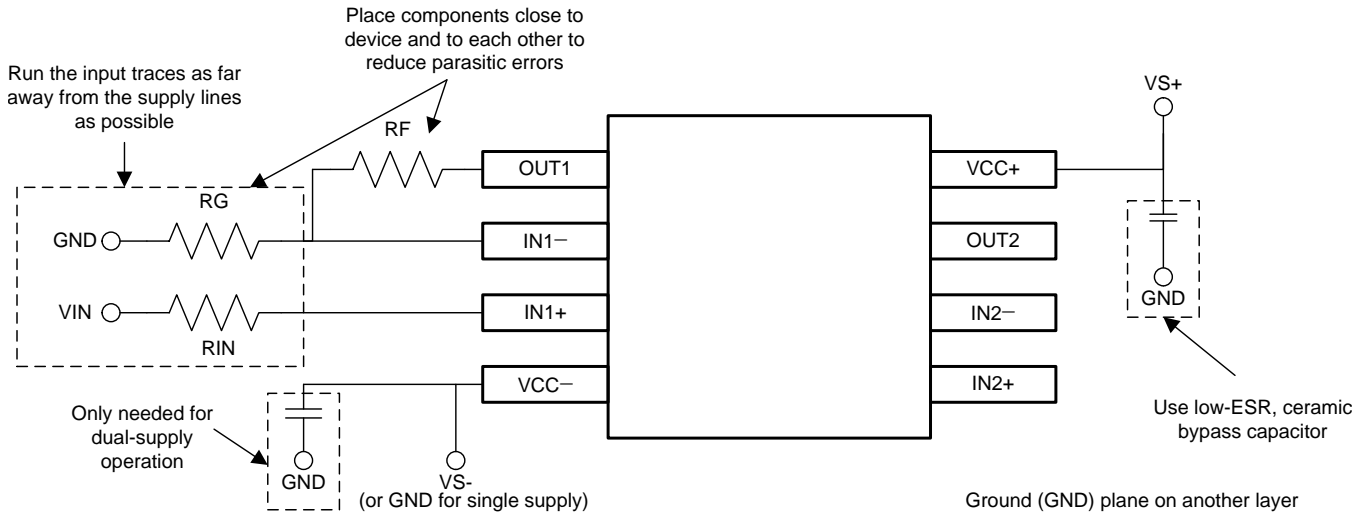 Place components close to
device and to each other to
reduce parasitic errors
Run the input traces as far
away from the supply lines
as possible
VS+
RF
OUT1
VCC+
RG
GND
IN1−
OUT2
GND
VIN
IN1+
IN2−
RIN
VCC−
IN2+
Only needed for
dual-supply
operation
Use low-ESR, ceramic
bypass capacitor
GND
VS-
(or GND for single supply)
Ground (GND) plane on another layer